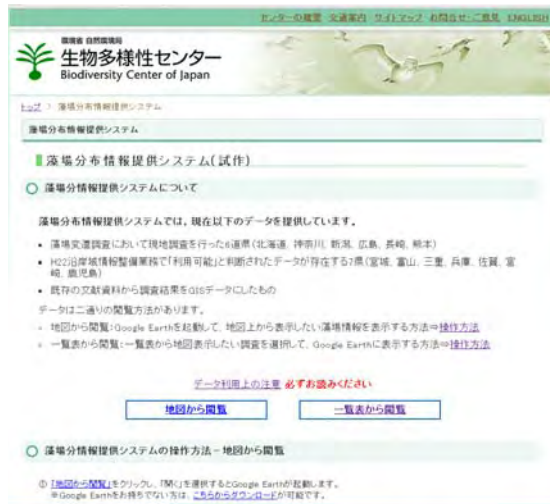 センターの概要 交通案内 サイトマップ お問合せ・ご意見 ENGLISH
環境省 自然環境局
生物多様性センター
Biodiversity Center of Japan
トップ > 藻場分布情報提供システム
藻場分布情報提供システム
藻場分布情報提供システム(試作)
藻場分情報提供システムについて
藻場分布情報提供システムでは、現在以下のデータを提供しています。
藻場変遷調査において現地調査を行った6道県(北海道、神奈川、新潟、広島、長崎、熊本)
H22沿岸域情報整備業務で「利用可能」と判断されたデータが存在する7県(宮城、富山、三重、兵庫、佐賀、宮
崎、鹿児島)
既存の文献資料から調査結果をGISデータにしたもの
データは二通りの閲覧方法があります。
地図から閲覧:Google Earthを起動して、地図上から表示したい藻場情報を表示する方法⇒操作方法
一覧表から閲覧:一覧表から地図表示したい調査を選択して、Google Earthに表示する方法⇒操作方法
データ利用上の注意 必ずお読みください
地図から閲覧 一覧表から閲覧
藻場分情報提供システムの操作方法－地図から閲覧
① 「地図から閲覧」をクリックし、「開く」を選択するとGoogle Earthが起動します。
※Google Earthをお持ちでない方は、こちらからダウンロードが可能です。